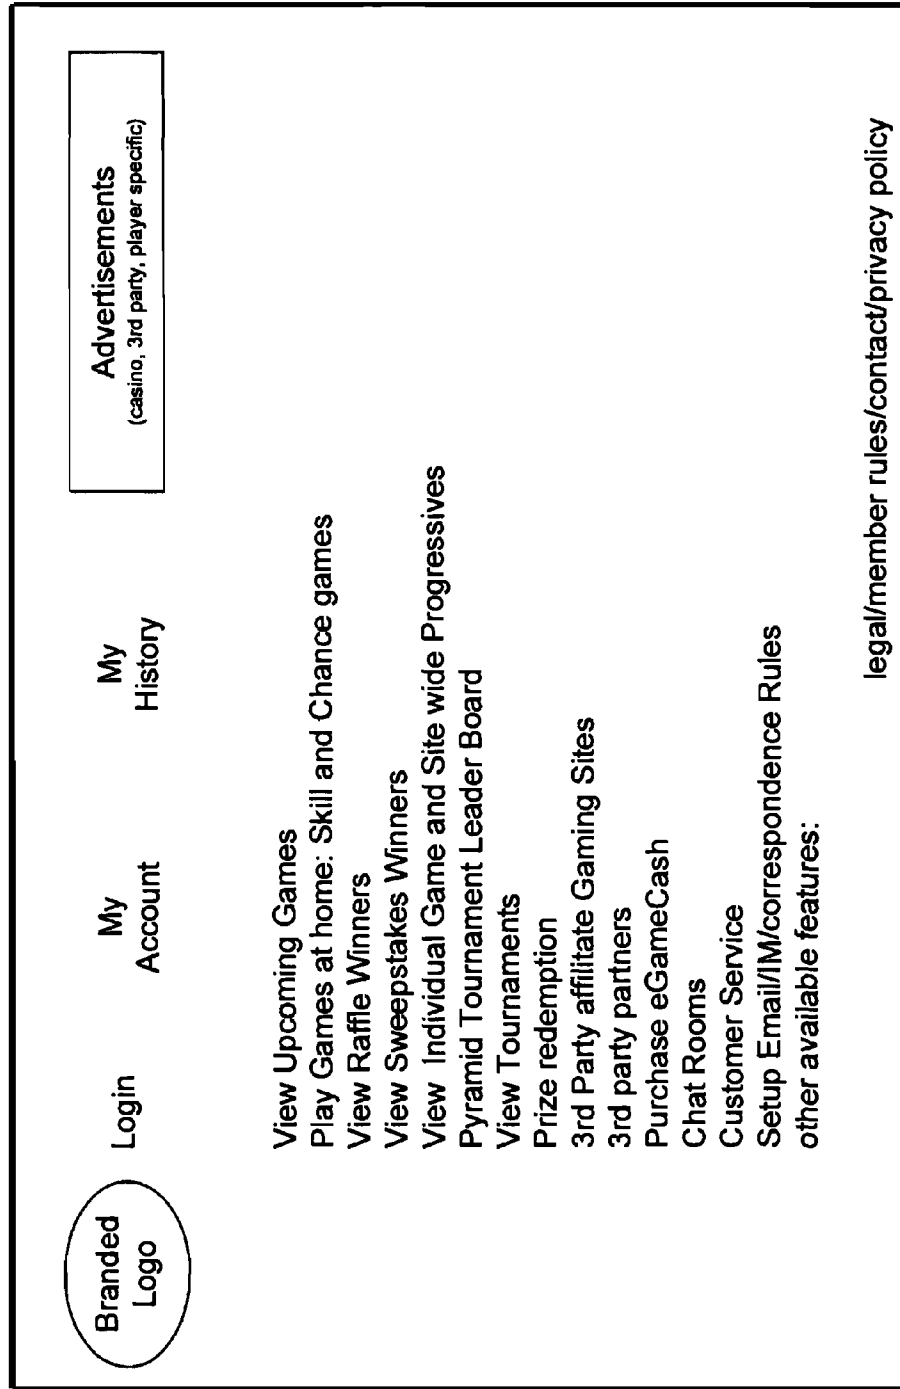 Branded
Logo
Login
My
Account
My
History
Advertisements
(casino, 3rd party, player specific)
View Upcoming Games
Play Games at home: Skill and Chance games
View Raffle Winners
View Sweepstakes Winners
View Individual Game and Site wide Progressives
Pyramid Tournament Leader Board
View Tournaments
Prize redemption
3rd Party affilitate Gaming Sites
3rd party partners
Purchase eGameCash
Chat Rooms
Customer Service
Setup Email/IM/correspondence Rules
other available features:
legal/member rules/contact/privacy policy